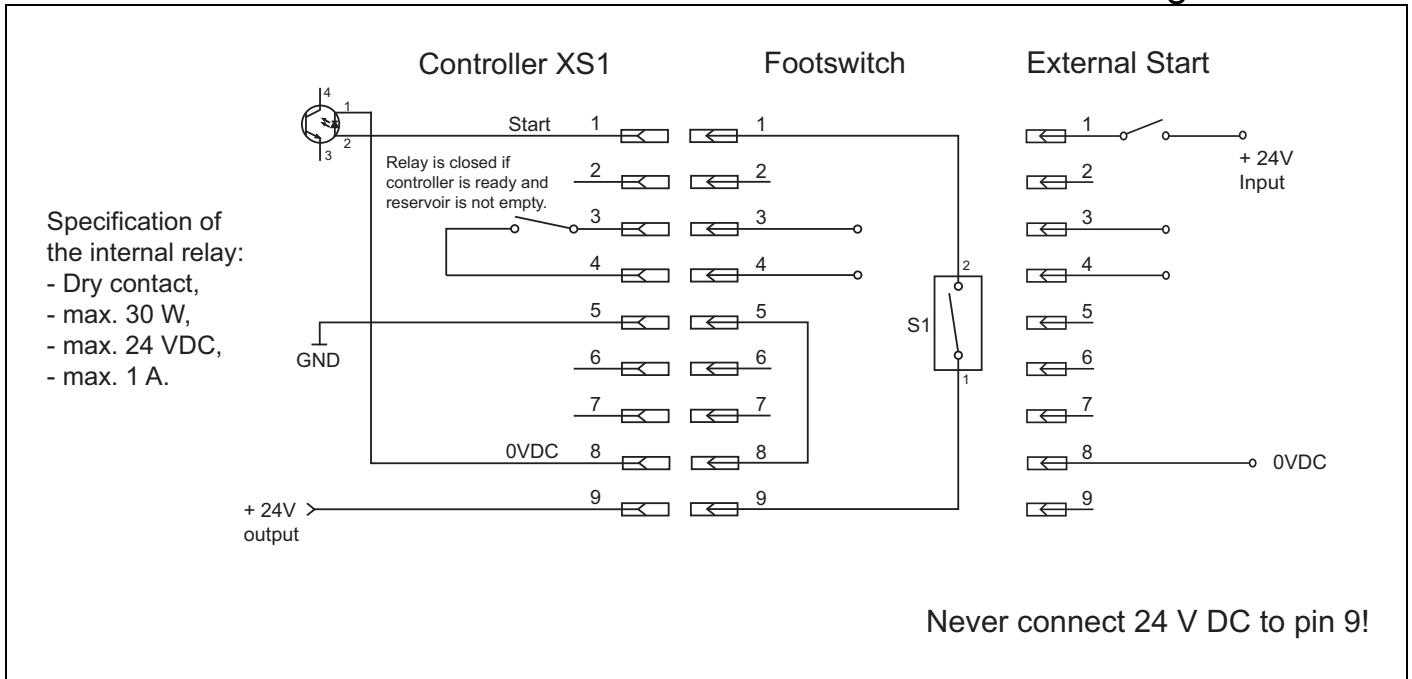 Controller XS1
Footswitch
External Start
4
1
2
3
Start 1
1
1
+ 24V
Input
Relay is closed if
controller is ready and
reservoir is not empty.
2
2
2
3
3
3
Specification of
the internal relay:
- Dry contact,
- max. 30 W,
- max. 24 VDC,
- max. 1 A.
4
4
4
2
S1
1
GND
5
5
5
6
6
6
7
7
7
0VDC 8
8
8
0VDC
+ 24V
output
9
9
9
Never connect 24 V DC to pin 9!